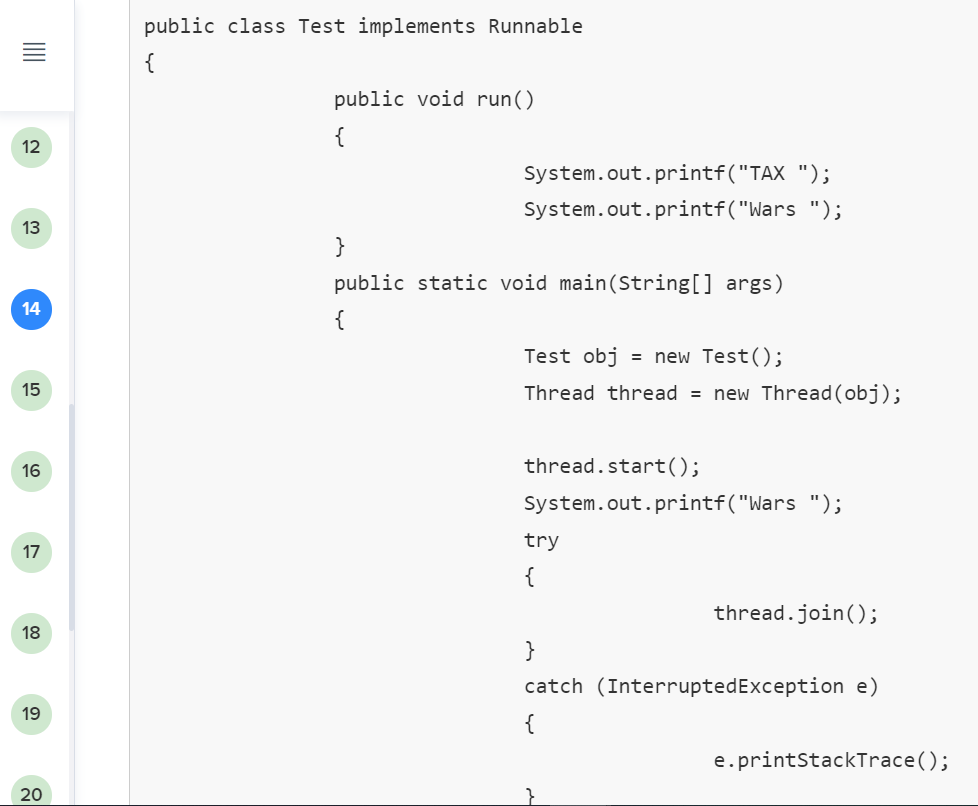 12
13
14
15
16
17
18
19
20
public class Test implements Runnable
{
public void run()
{
System.out.printf("TAX ");
System.out.printf("Wars ");
}
public static void main(String[] args)
{
Test obj = new Test();
Thread thread = new Thread(obj);
thread.start();
System.out.printf("Wars ");
try
{
thread.join();
}
catch (InterruptedException e)
{
e.printStackTrace();
}